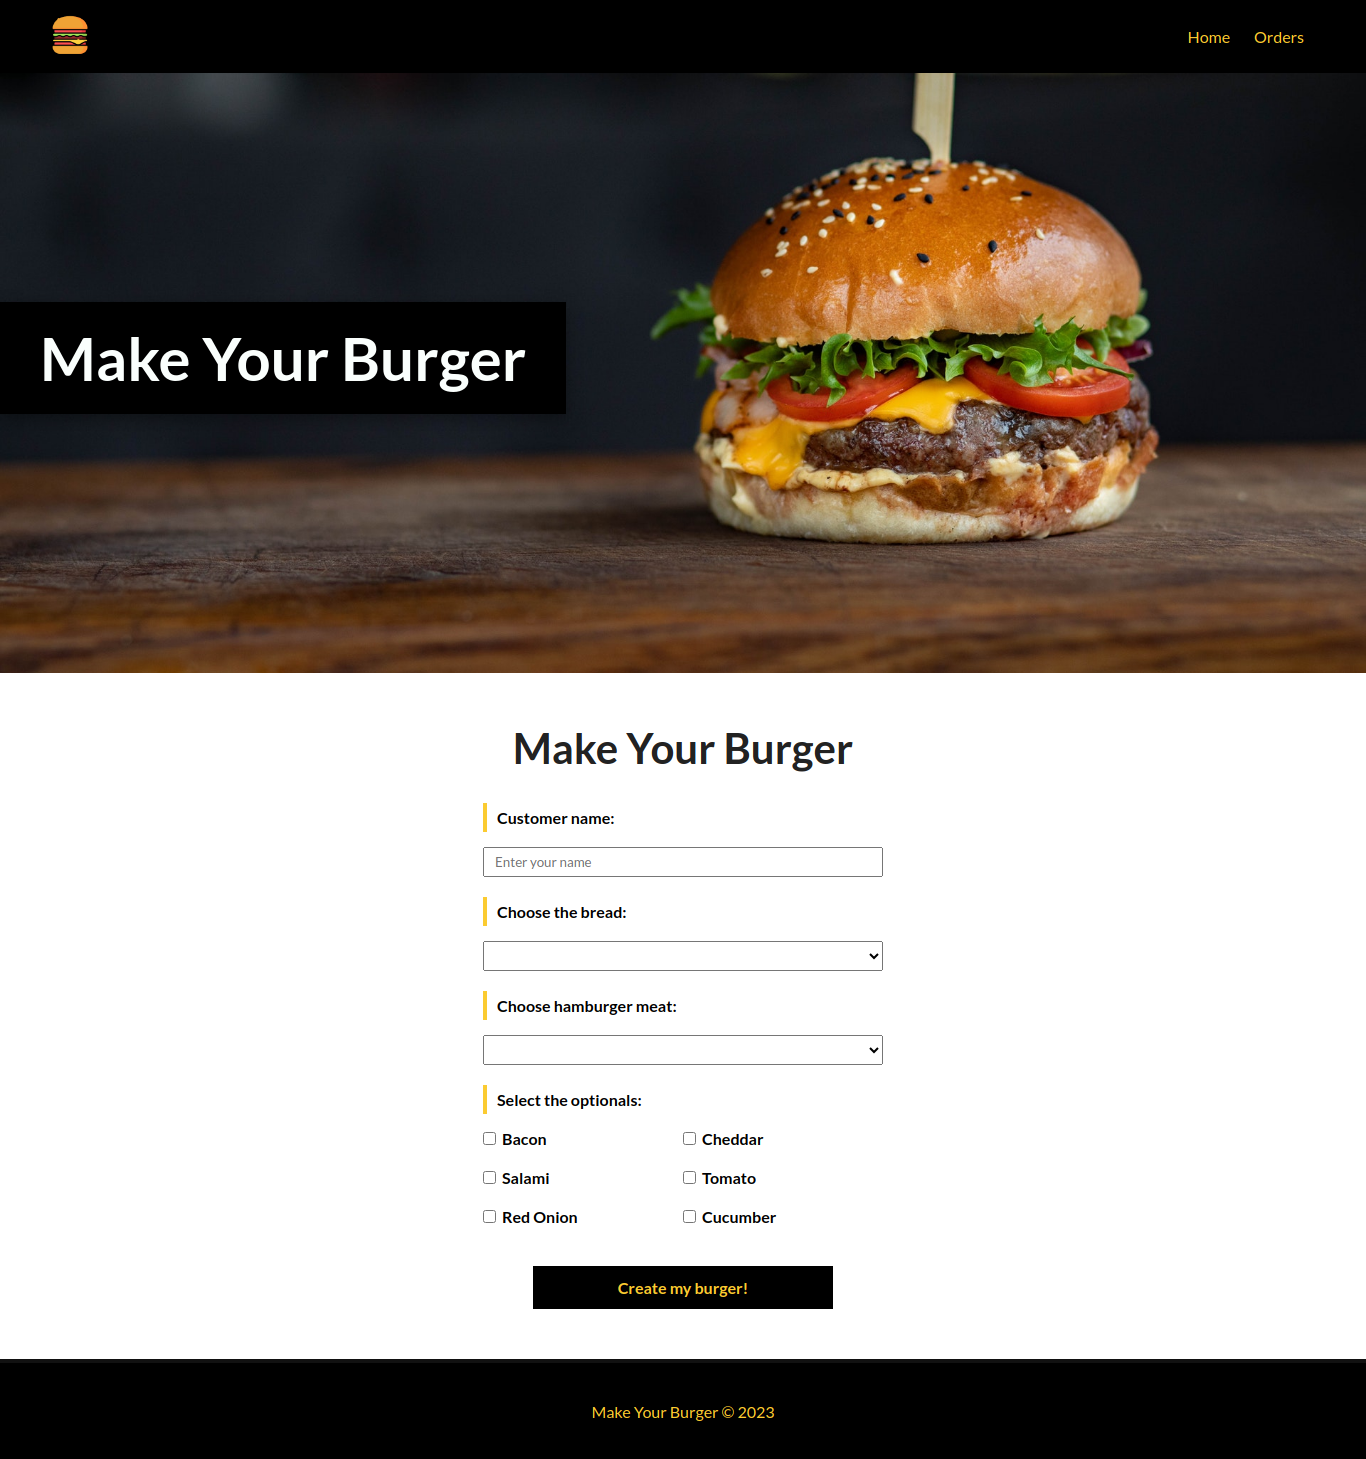 Home Orders
Make Your Burger
Make Your Burger
Customer name:
Enter your name
Choose the bread:
Choose hamburger meat:
Select the optionals:
Bacon Cheddar
Salami Tomato
Red Onion Cucumber
Create my burger!
Make Your Burger © 2023